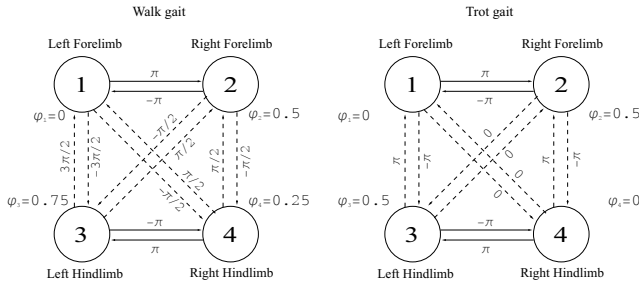 Walk gait
Left Forelimb
Right Forelimb
1
π
-π
2
φ₁=0
φ₂=0.5
3π/2
-3π/2
-π/2
π/2
π/2
-π/2
π/2
-π/2
φ₃=0.75
φ₄=0.25
3
-π
π
4
Left Hindlimb
Right Hindlimb
Trot gait
Left Forelimb
Right Forelimb
1
π
-π
2
φ₁=0
φ₂=0.5
π
-π
0
0
0
0
π
-π
φ₃=0.5
φ₄=0
3
-π
π
4
Left Hindlimb
Right Hindlimb